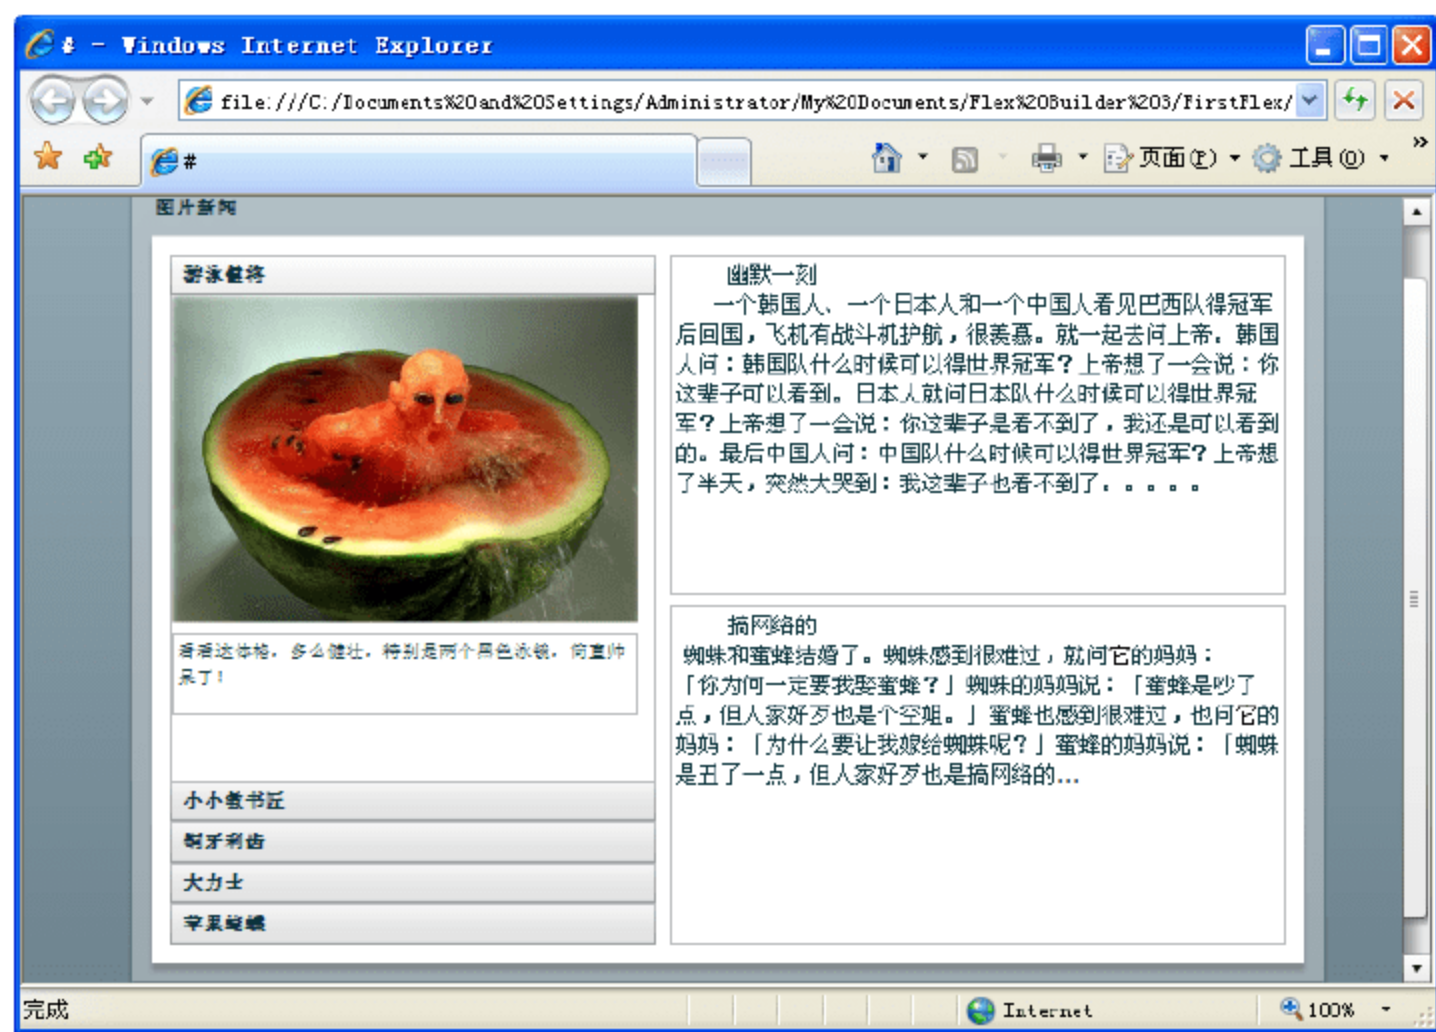 # - Windows Internet Explorer
file:///C:/Documents%20and%20Settings/Administrator/My%20Documents/Flex%20Builder%203/FirstFlex/
#
页面(P)
工具(O)
»
图片新闻
游泳健将
看看这体格，多么健壮，特别是两个黑色泳镜，简直帅
呆了！
小小教书匠
钢牙利齿
大力士
苹果蝴蝶
幽默一刻
一个韩国人、一个日本人和一个中国人看见巴西队得冠军
后回国，飞机有战斗机护航，很羡慕。就一起去问上帝。韩国
人问：韩国队什么时候可以得世界冠军？上帝想了一会说：你
这辈子可以看到。日本人就问日本队什么时候可以得世界冠
军？上帝想了一会说：你这辈子是看不到了，我还是可以看到
的。最后中国人问：中国队什么时候可以得世界冠军？上帝想
了半天，突然大哭到：我这辈子也看不到了。。。。。
搞网络的
蜘蛛和蜜蜂结婚了。蜘蛛感到很难过，就问它的妈妈：
「你为何一定要我娶蜜蜂？」蜘蛛的妈妈说：「蜜蜂是吵了
点，但人家好歹也是个空姐。」蜜蜂也感到很难过，也问它的
妈妈：「为什么要让我嫁给蜘蛛呢？」蜜蜂的妈妈说：「蜘蛛
是丑了一点，但人家好歹也是搞网络的...
完成
Internet
100%